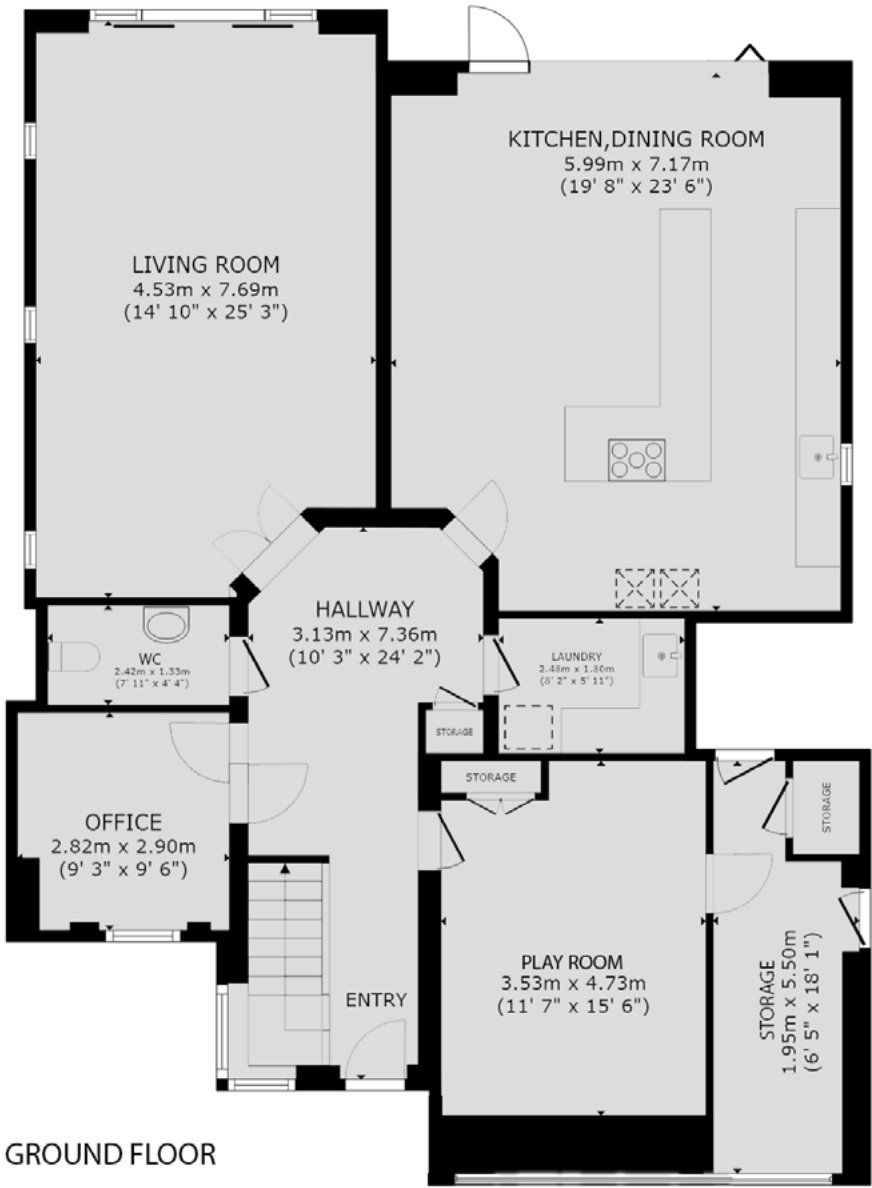 KITCHEN,DINING ROOM
5.99m x 7.17m
(19' 8" x 23' 6")
LIVING ROOM
4.53m x 7.69m
(14' 10" x 25' 3")
HALLWAY
3.13m x 7.36m
(10' 3" x 24' 2")
WC
2.42m x 1.33m
(7' 11" x 4' 4")
LAUNDRY
2.48m x 1.80m
(8' 2" x 5' 11")
STORAGE
STORAGE
STORAGE
OFFICE
2.82m x 2.90m
(9' 3" x 9' 6")
PLAY ROOM
3.53m x 4.73m
(11' 7" x 15' 6")
STORAGE
1.95m x 5.50m
(6' 5" x 18' 1")
ENTRY
GROUND FLOOR